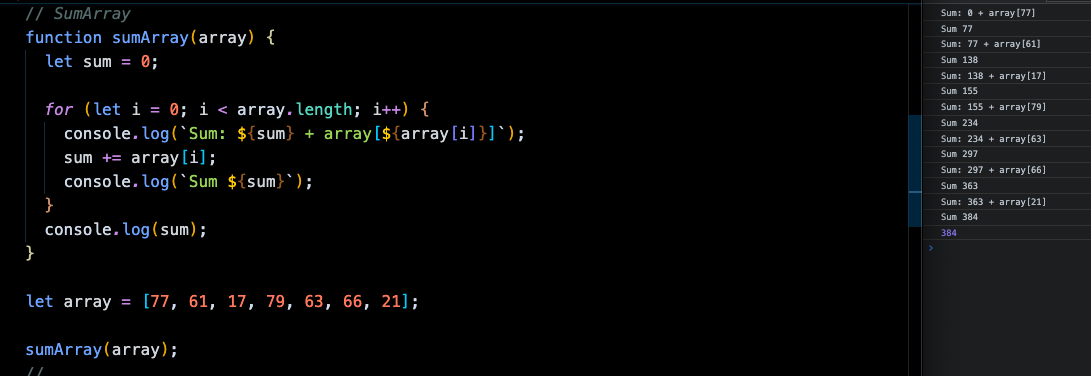 // SumArray
function sumArray(array) {
let sum = 0;
for (let i = 0; i < array.length; i++) {
console.log(`Sum: ${sum} + array[${array[i]}]`);
sum += array[i];
console.log(`Sum ${sum}`);
}
console.log(sum);
}
let array = [77, 61, 17, 79, 63, 66, 21];
sumArray(array);
//
Sum: 0 + array[77]
Sum 77
Sum: 77 + array[61]
Sum 138
Sum: 138 + array[17]
Sum 155
Sum: 155 + array[79]
Sum 234
Sum: 234 + array[63]
Sum 297
Sum: 297 + array[66]
Sum 363
Sum: 363 + array[21]
Sum 384
384
›